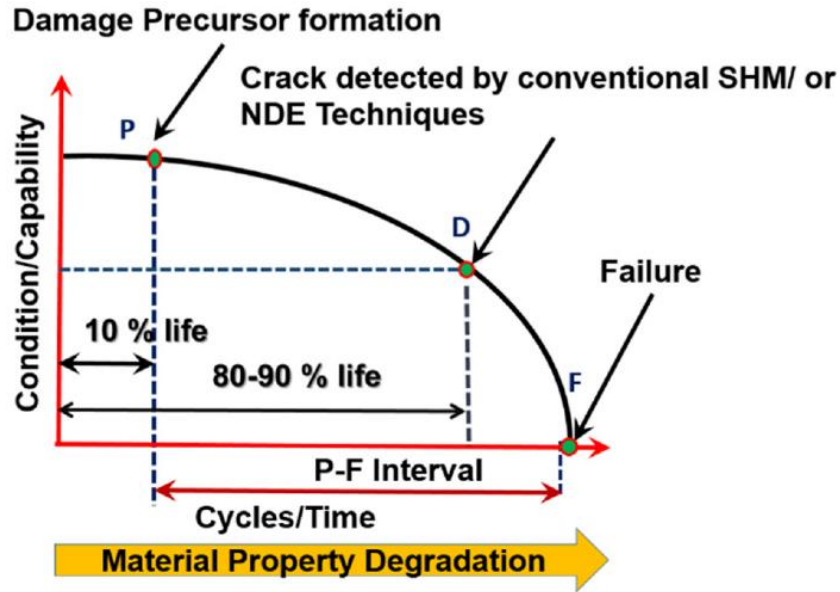 Damage Precursor formation
Crack detected by conventional SHM/ or
NDE Techniques
P
D
Failure
Condition/Capability
10 % life
80-90 % life
F
P-F Interval
Cycles/Time
Material Property Degradation